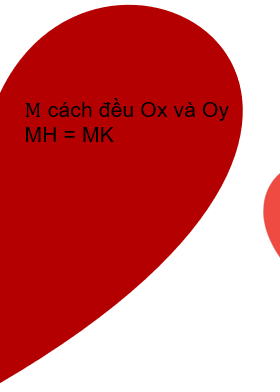 M cách đều Ox và Oy
MH = MK